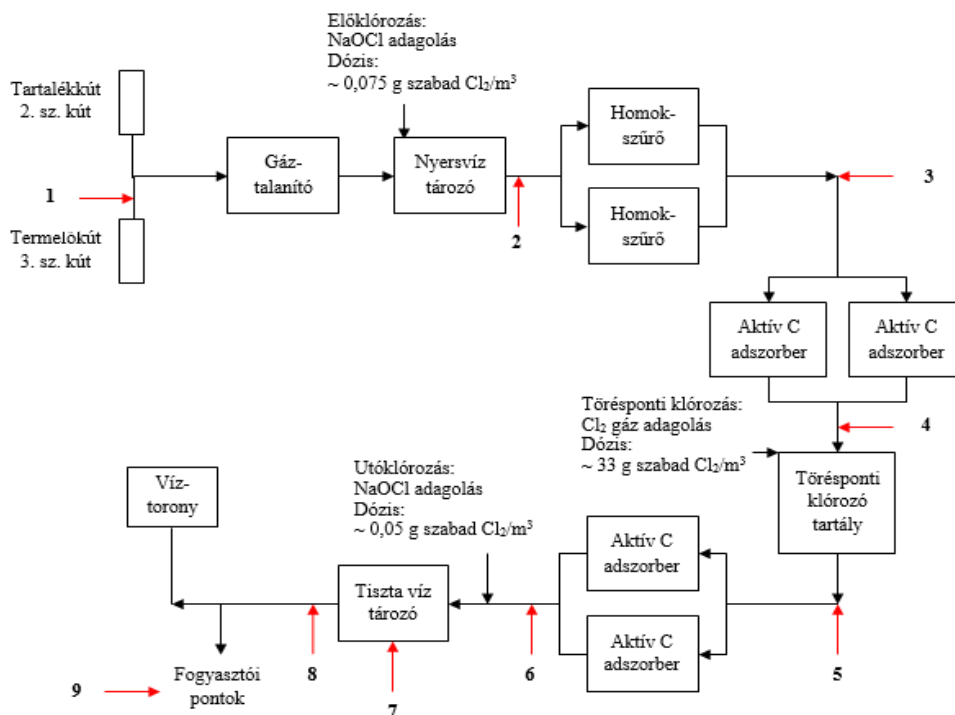 Előklórozás:
NaOCl adagolás
Dózis:
~ 0,075 g szabad Cl₂/m³
Tartalékkút
2. sz. kút
1
Termelőkút
3. sz. kút
Gáz-
talanító
Nyersvíz
tározó
2
Homok-
szűrő
Homok-
szűrő
3
Aktív C
adszorber
Aktív C
adszorber
4
Törésponti klórozás:
Cl₂ gáz adagolás
Dózis:
~ 33 g szabad Cl₂/m³
Törésponti
klórozó
tartály
5
Aktív C
adszorber
Aktív C
adszorber
6
Utóklórozás:
NaOCl adagolás
Dózis:
~ 0,05 g szabad Cl₂/m³
Tiszta víz
tározó
7
8
Víz-
torony
Fogyasztói
pontok
9